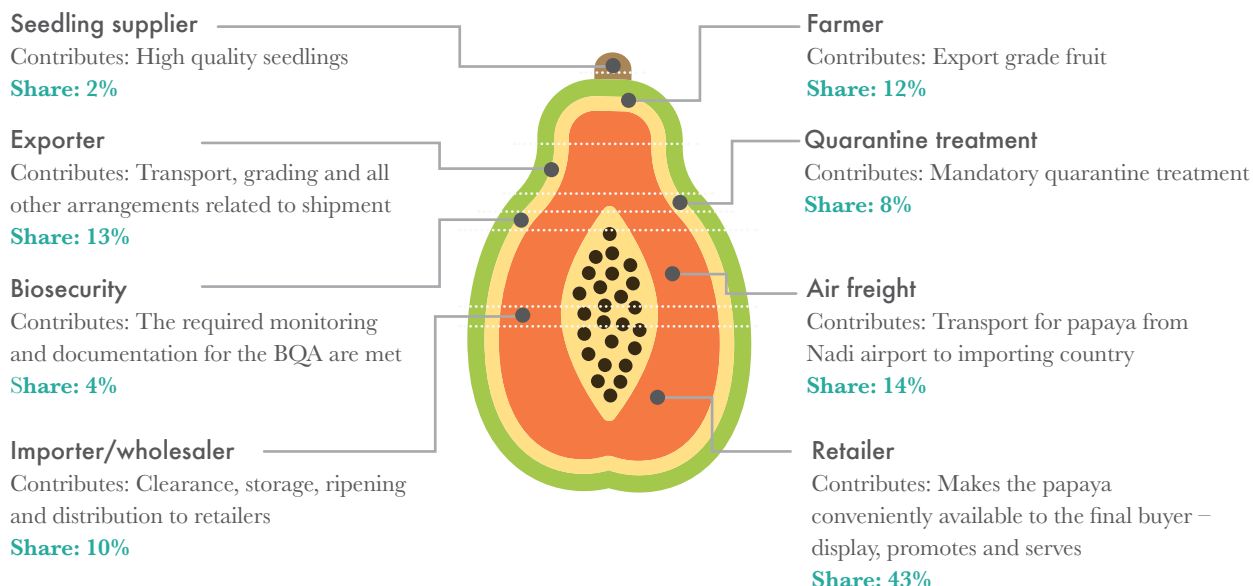 Seedling supplier
Contributes: High quality seedlings
Share: 2%
Farmer
Contributes: Export grade fruit
Share: 12%
Exporter
Contributes: Transport, grading and all
other arrangements related to shipment
Share: 13%
Quarantine treatment
Contributes: Mandatory quarantine treatment
Share: 8%
Biosecurity
Contributes: The required monitoring
and documentation for the BQA are met
Share: 4%
Air freight
Contributes: Transport for papaya from
Nadi airport to importing country
Share: 14%
Importer/wholesaler
Contributes: Clearance, storage, ripening
and distribution to retailers
Share: 10%
Retailer
Contributes: Makes the papaya
conveniently available to the final buyer –
display, promotes and serves
Share: 43%